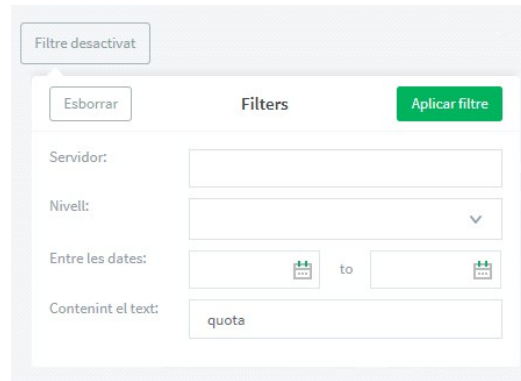 Filtre desactivat
Esborrar Filters Aplicar filtre
Servidor:
Nivell:
Entre les dates: to
Contenint el text: quota